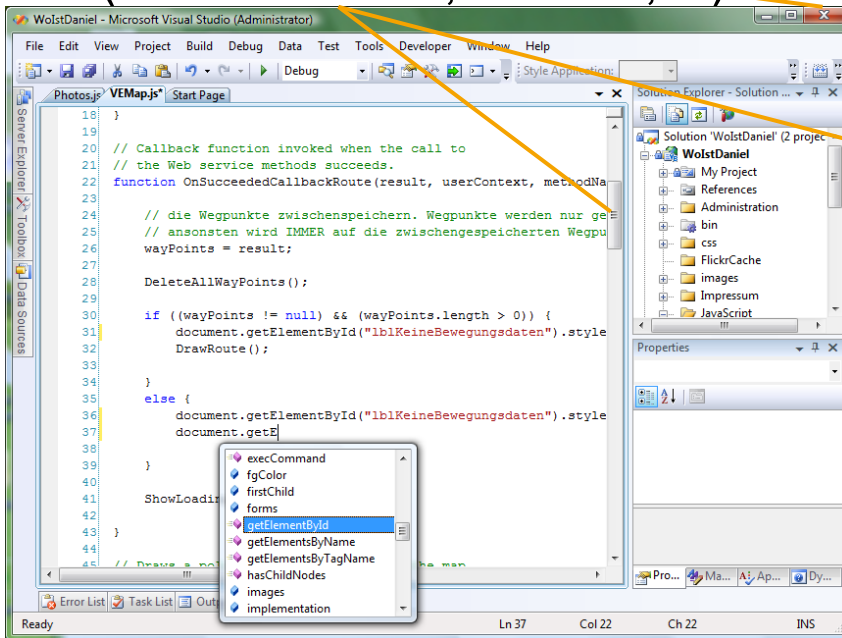 WoIstDaniel - Microsoft Visual Studio (Administrator)
File Edit View Project Build Debug Data Test Tools Developer Window Help
Debug Style Application:
Photos.js VEMap.js* Start Page
Server Explorer
Toolbox
Data Sources
18 }
19
20 // Callback function invoked when the call to
21 // the Web service methods succeeds.
22 function OnSucceededCallbackRoute(result, userContext, methodNa
23
24 // die Wegpunkte zwischenspeichern. Wegpunkte werden nur ge
25 // ansonsten wird IMMER auf die zwischengespeicherten Wegpu
26 wayPoints = result;
27
28 DeleteAllWayPoints();
29
30 if ((wayPoints != null) && (wayPoints.length > 0)) {
31 document.getElementById("lblKeineBewegungsdaten").style
32 DrawRoute();
33
34 }
35 else {
36 document.getElementById("lblKeineBewegungsdaten").style
37 document.getE
38
39 }
40
41 ShowLoadin
42
43 }
44
45 // Draws a pol he map
execCommand
fgColor
firstChild
forms
getElementById
getElementsByName
getElementsByTagName
hasChildNodes
images
implementation
Solution Explorer - Solution ...
Solution 'WoIstDaniel' (2 projec
WoIstDaniel
My Project
References
Administration
bin
css
FlickrCache
images
Impressum
JavaScript
Properties
Pro... Ma... Ap... Dy...
Error List Task List Outp
Ready Ln 37 Col 22 Ch 22 INS